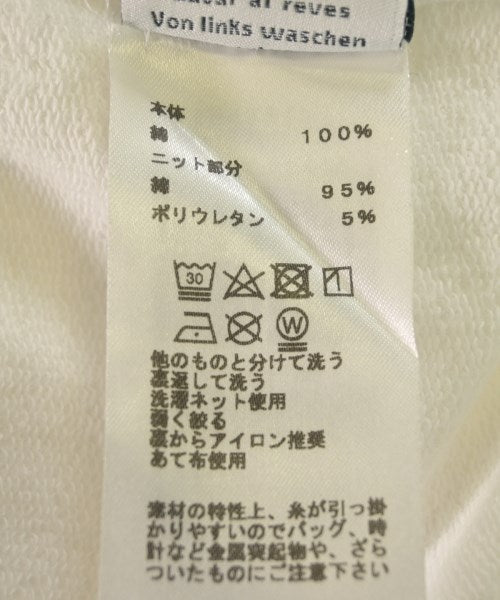 al reves
Von links waschen
本体
綿 100%
ニット部分
綿 95%
ポリウレタン 5%
30
W
他のものと分けて洗う
裏返して洗う
洗濯ネット使用
弱く絞る
裏からアイロン推奨
あて布使用
素材の特性上、糸が引っ掛
かりやすいのでバッグ、時
計など金属突起物や、ざら
ついたものにご注意下さい